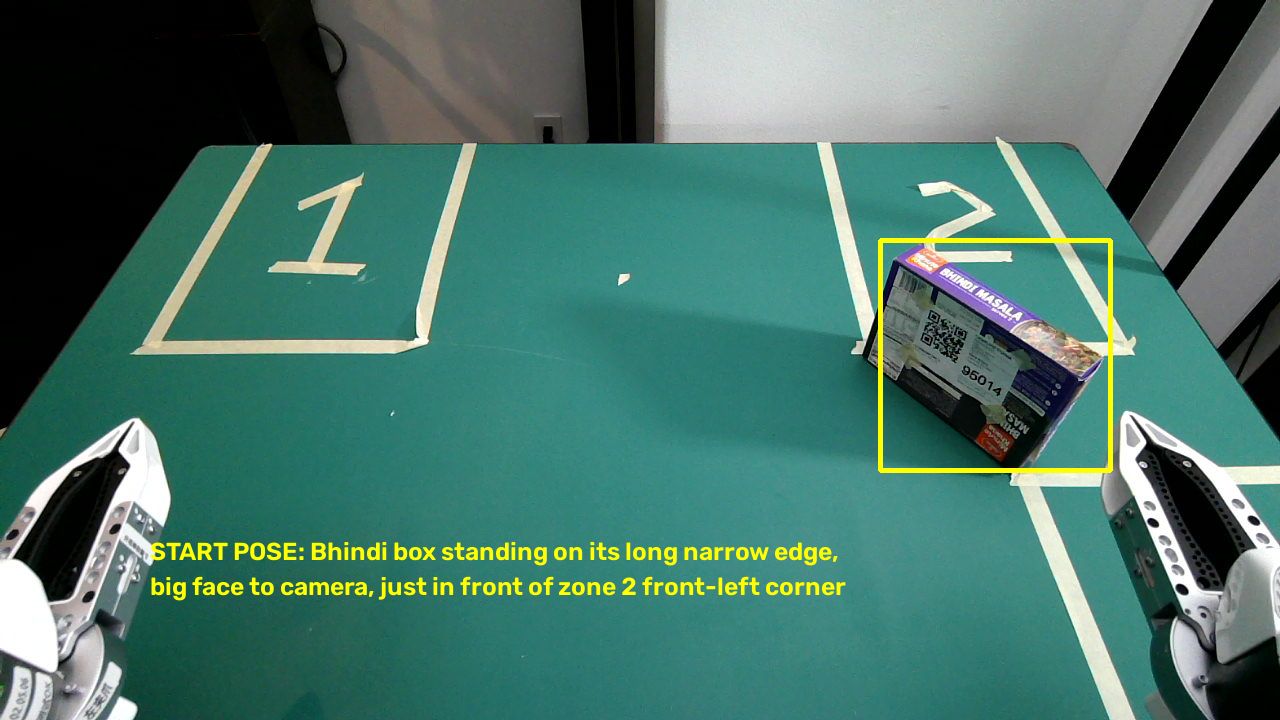 1
2
BHINDI MASALA
95014
START POSE: Bhindi box standing on its long narrow edge,
big face to camera, just in front of zone 2 front-left corner